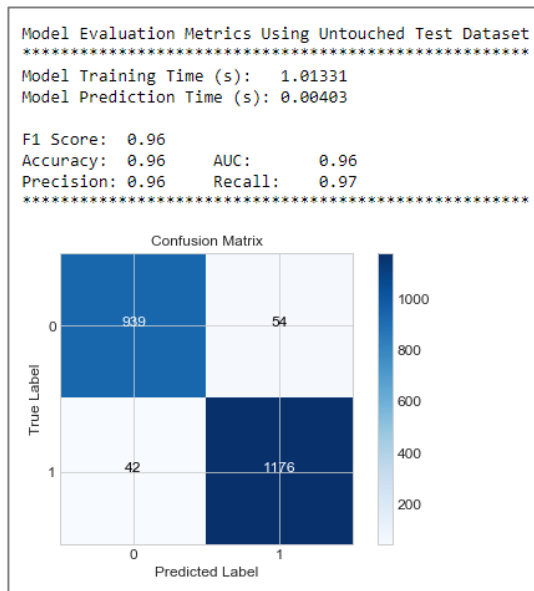 Model Evaluation Metrics Using Untouched Test Dataset
*****************************************************
Model Training Time (s):   1.01331
Model Prediction Time (s): 0.00403
F1 Score:  0.96
Accuracy:  0.96     AUC:       0.96
Precision: 0.96     Recall:    0.97
*****************************************************
Confusion Matrix
0 939 54
1 42 1176
0 1
Predicted Label
True Label
1000
800
600
400
200